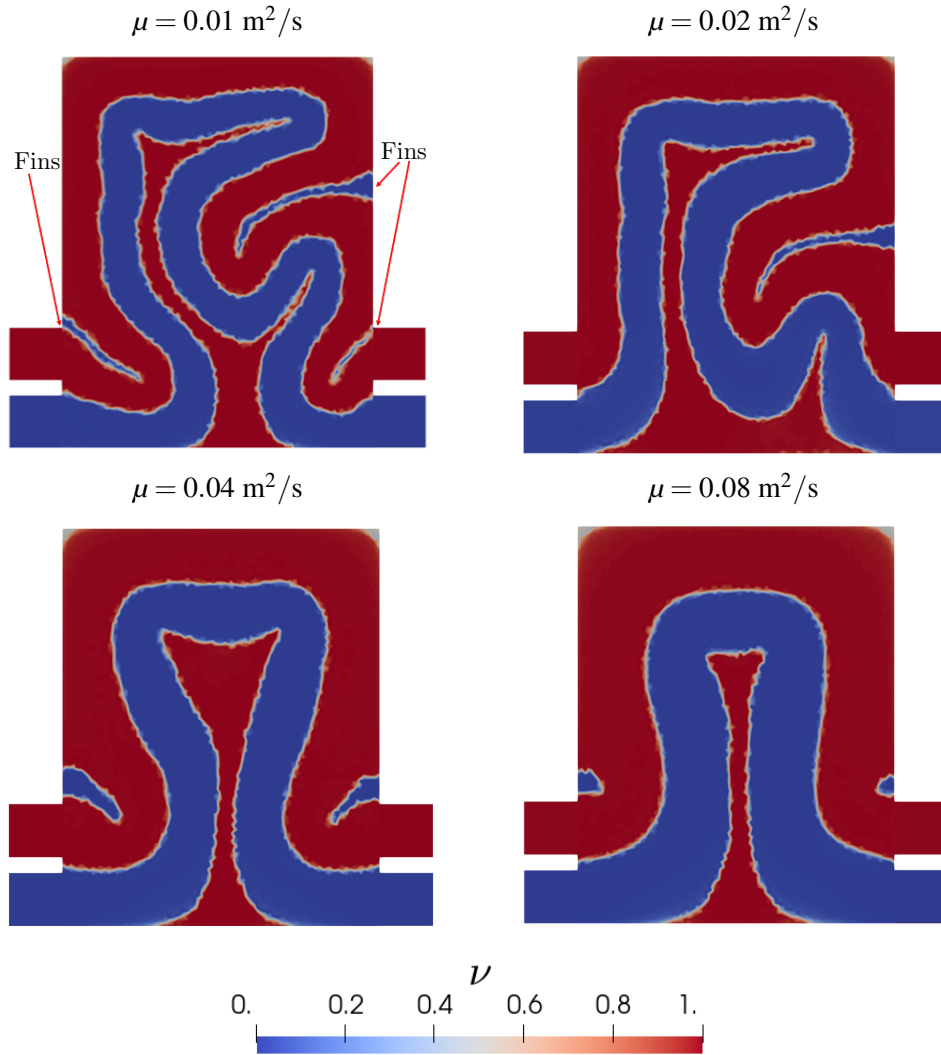 μ = 0.01 m²/s μ = 0.02 m²/s
Fins Fins
μ = 0.04 m²/s μ = 0.08 m²/s
ν
0. 0.2 0.4 0.6 0.8 1.